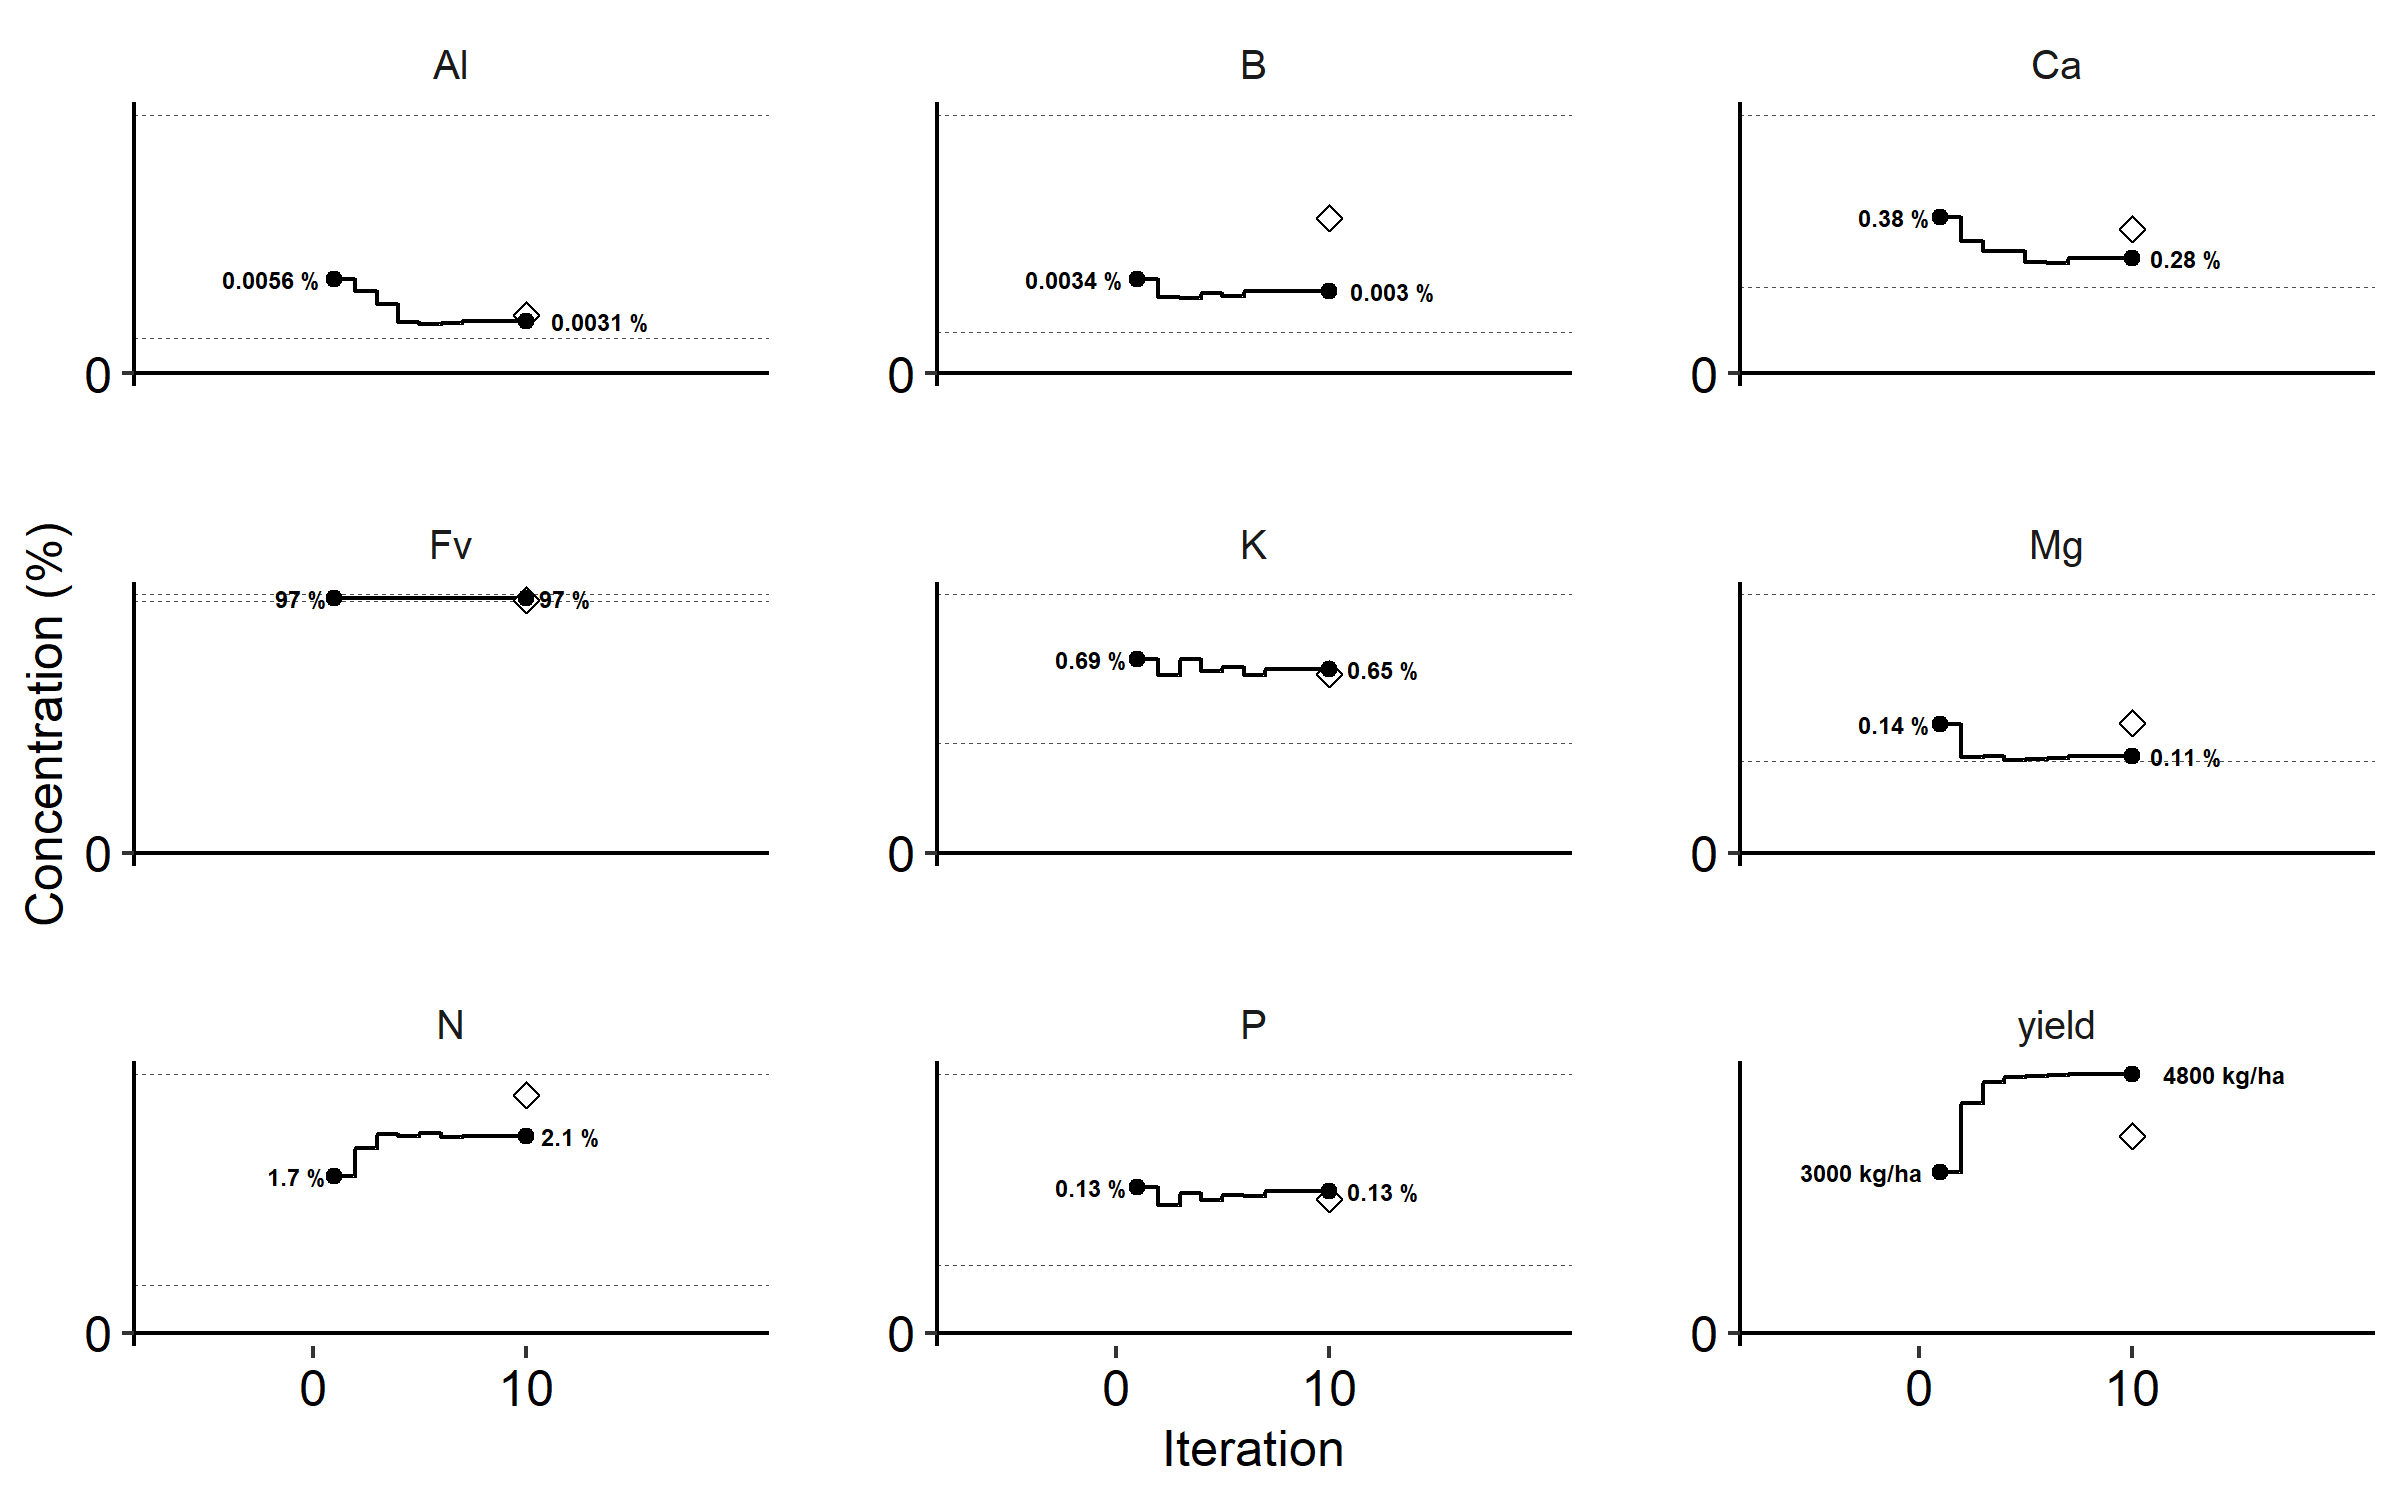 Al
B
Ca
0.0056 %
0.0031 %
0
0.0034 %
0.003 %
0
0.38 %
0.28 %
0
Concentration (%)
Fv
K
Mg
97 %
97 %
0
0.69 %
0.65 %
0
0.14 %
0.11 %
0
N
P
yield
1.7 %
2.1 %
0
0.13 %
0.13 %
0
3000 kg/ha
4800 kg/ha
0
0 10
0 10
0 10
Iteration